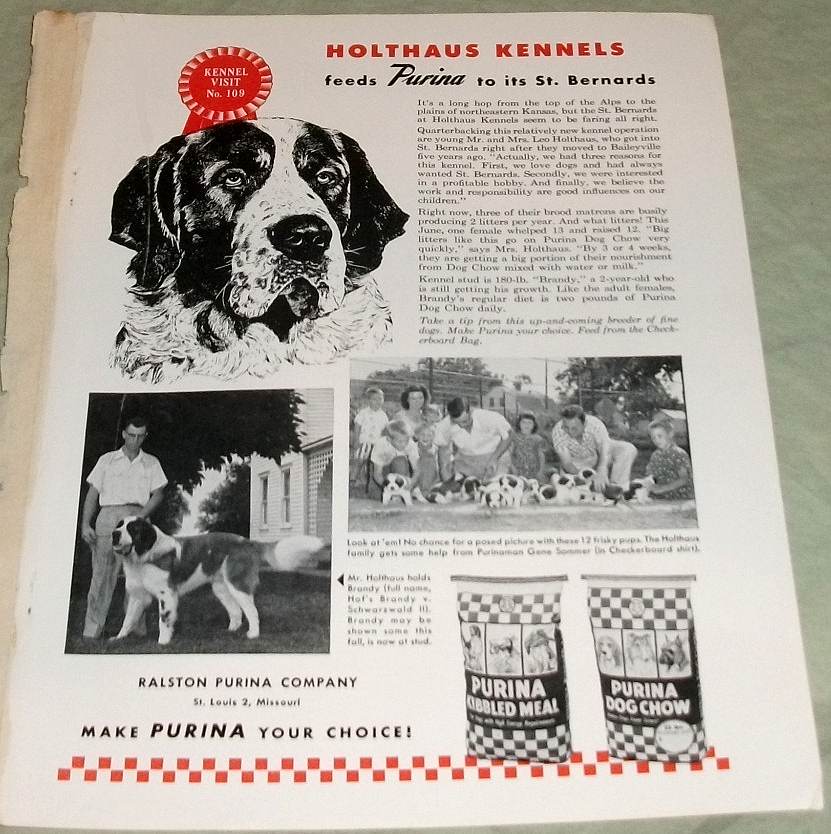 HOLTHAUS KENNELS
feeds Purina to its St. Bernards
KENNEL
VISIT
No. 109
It's a long hop from the top of the Alps to the
plains of northeastern Kansas, but the St. Bernards
at Holthaus Kennels seem to be faring all right.
Quarterbacking this relatively new kennel operation
are young Mr. and Mrs. Leo Holthaus, who got into
St. Bernards right after they moved to Baileyville
five years ago. "Actually, we had three reasons for
this kennel. First, we love dogs and had always
wanted St. Bernards. Secondly, we were interested
in a profitable hobby. And finally, we believe the
work and responsibility are good influences on our
children."
Right now, three of their brood matrons are busily
producing 2 litters per year. And what litters! This
June, one female whelped 13 and raised 12. "Big
litters like this go on Purina Dog Chow very
quickly," says Mrs. Holthaus. "By 3 or 4 weeks,
they are getting a big portion of their nourishment
from Dog Chow mixed with water or milk."
Kennel stud is 180-lb. "Brandy," a 2-year-old who
is still getting his growth. Like the adult females,
Brandy's regular diet is two pounds of Purina
Dog Chow daily.
Take a tip from this up-and-coming breeder of fine
dogs. Make Purina your choice. Feed from the Check-
erboard Bag.
Look at 'em! No chance for a posed picture with these 12 frisky pups. The Holthaus
family gets some help from Purinaman Gene Sommer (in Checkerboard shirt).
Mr. Holthaus holds
Brandy (full name,
Hof's Brandy v.
Schwarzwald II).
Brandy may be
shown some this
fall, is now at stud.
PURINA
KIBBLED MEAL
PURINA
DOG CHOW
RALSTON PURINA COMPANY
St. Louis 2, Missouri
MAKE PURINA YOUR CHOICE!